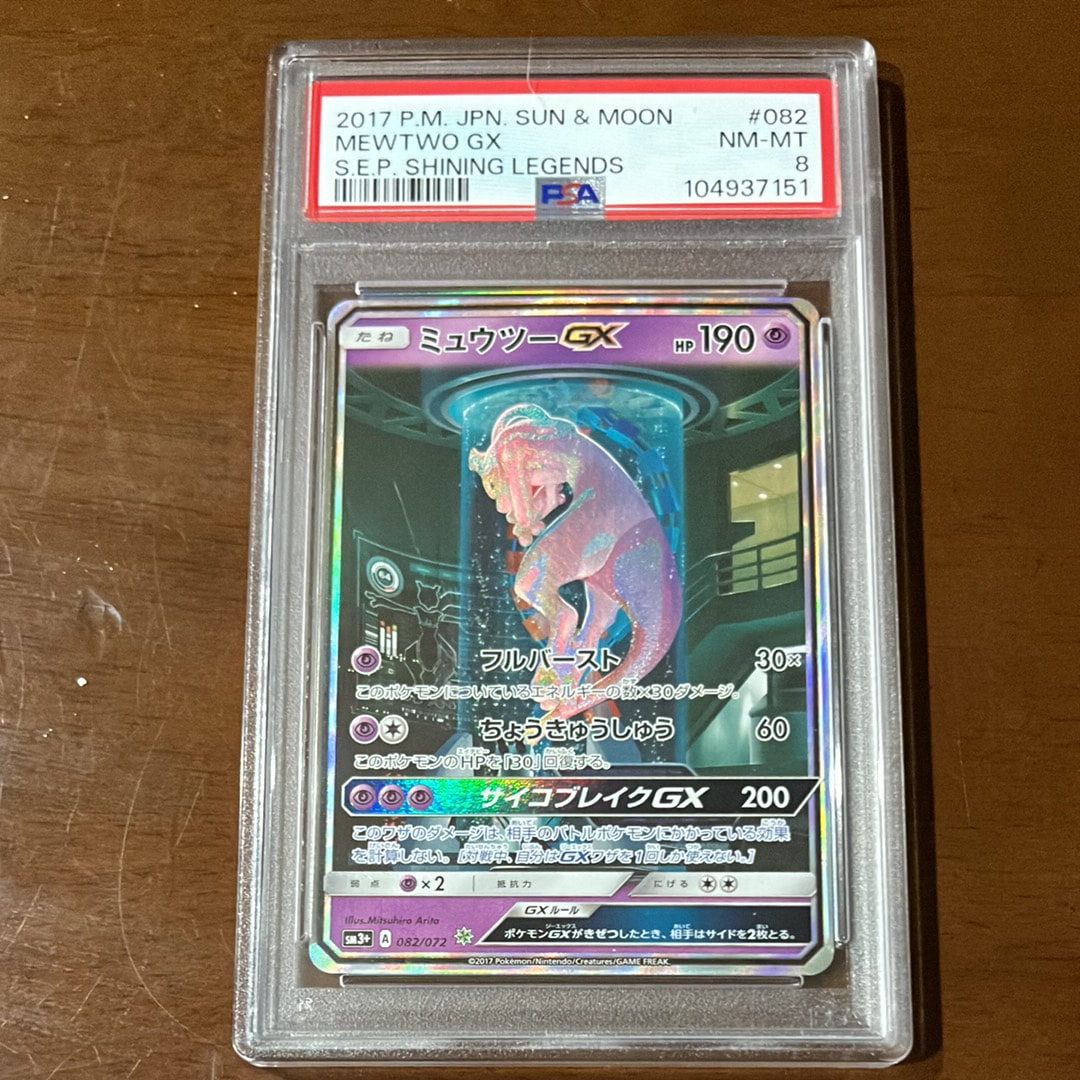 2017 P.M. JPN. SUN & MOON #082
MEWTWO GX NM-MT
S.E.P. SHINING LEGENDS 8
PSA 104937151
たね ミュウツーGX HP 190
64
フルバースト 30×
このポケモンについているエネルギーの数×30ダメージ。
ちょうきゅうしゅう 60
このポケモンのHPを「30」回復する。
サイコブレイクGX 200
このワザのダメージは、相手のバトルポケモンにかかっている効果
を計算しない。[対戦中、自分はGXワザを1回しか使えない。]
弱点 ×2 抵抗力 にげる
GXルール
Illus. Mitsuhiro Arita
ポケモンGXがきぜつしたとき、相手はサイドを2枚とる。
SM3+ A 082/072
©2017 Pokémon/Nintendo/Creatures/GAME FREAK.